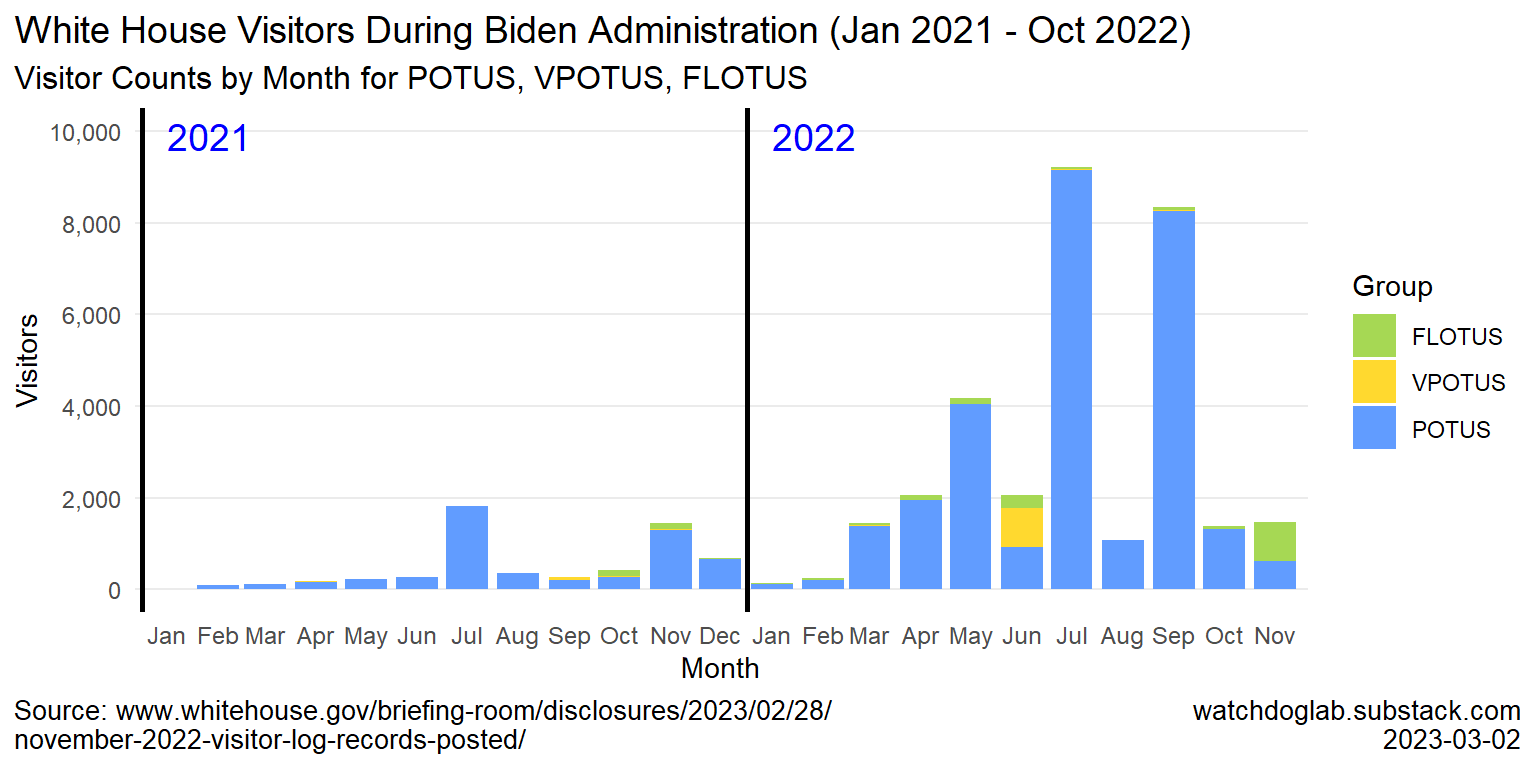 White House Visitors During Biden Administration (Jan 2021 - Oct 2022)
Visitor Counts by Month for POTUS, VPOTUS, FLOTUS
2021
2022
10,000
8,000
6,000
4,000
2,000
0
Visitors
Jan Feb Mar Apr May Jun Jul Aug Sep Oct Nov Dec Jan Feb Mar Apr May Jun Jul Aug Sep Oct Nov
Month
Group
FLOTUS
VPOTUS
POTUS
Source: www.whitehouse.gov/briefing-room/disclosures/2023/02/28/
november-2022-visitor-log-records-posted/
watchdoglab.substack.com
2023-03-02